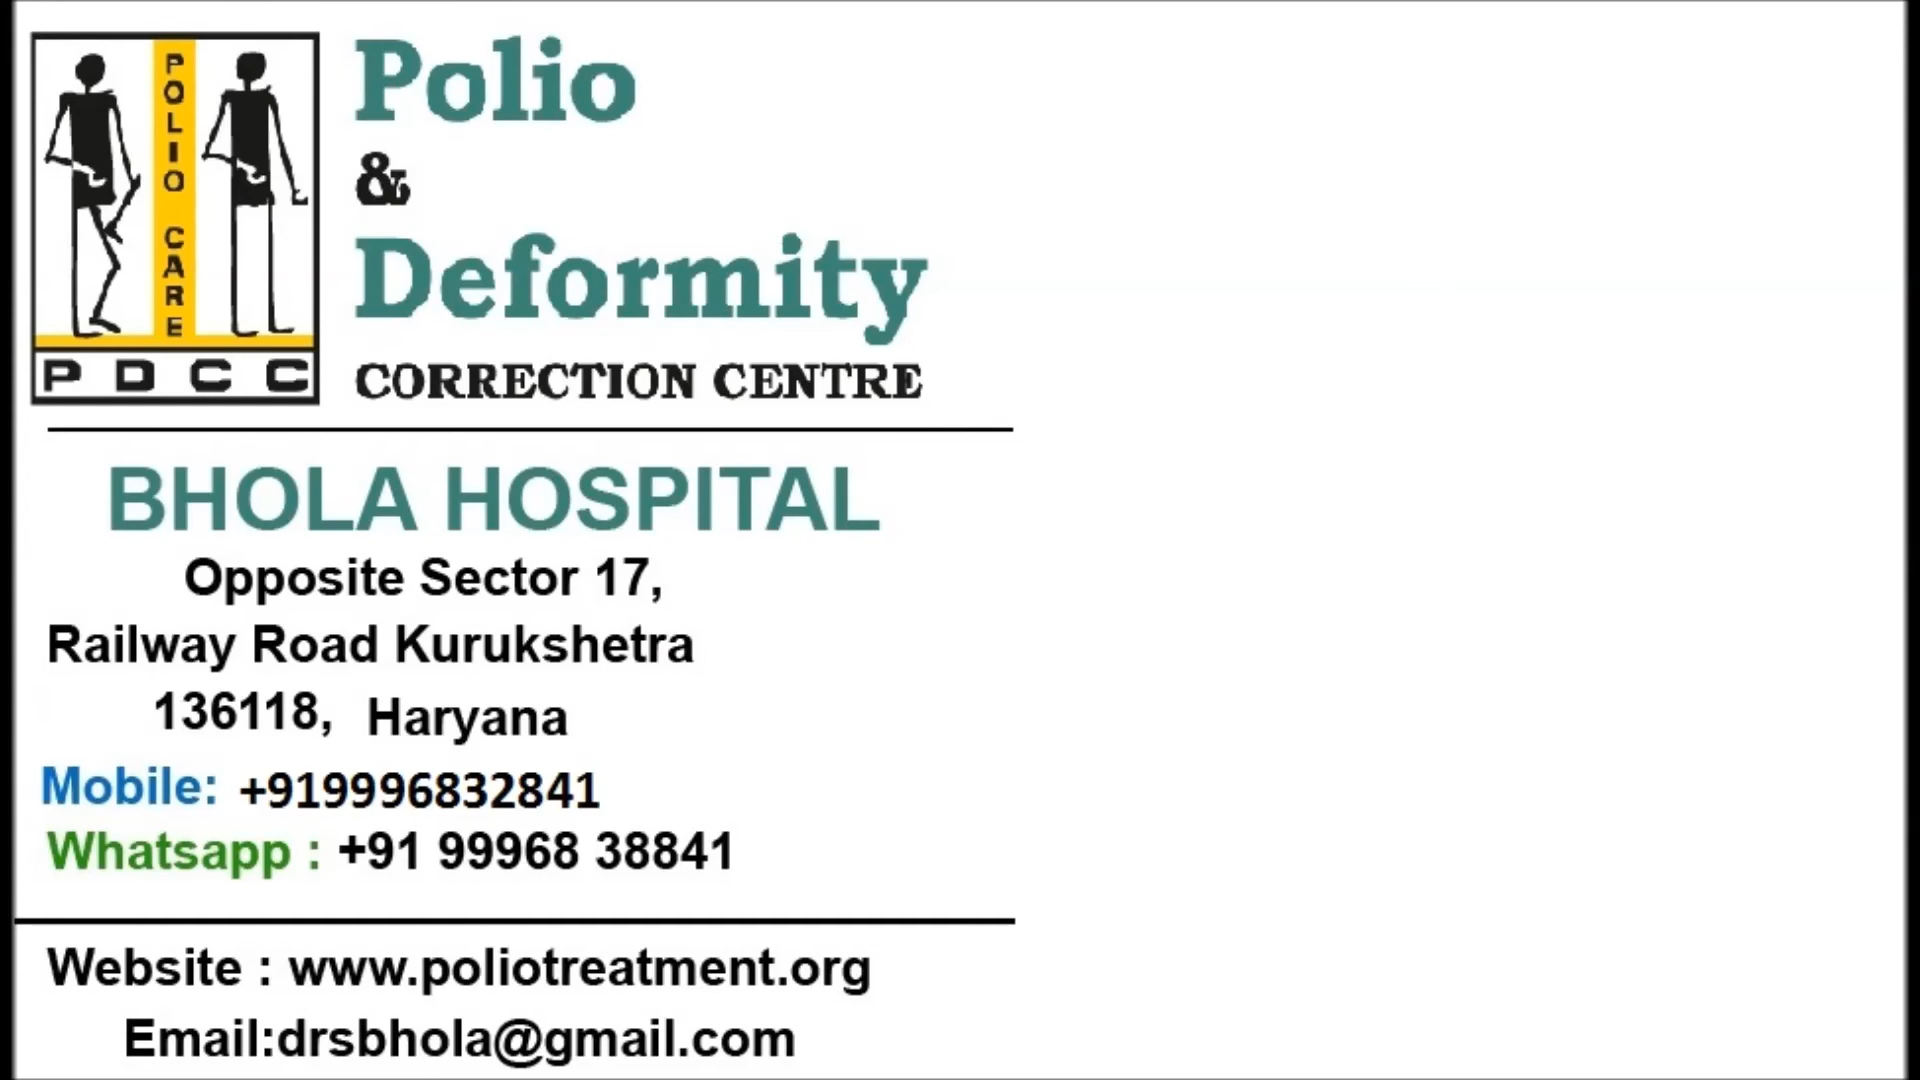 POLIO CARE
PDCC
Polio
&
Deformity
CORRECTION CENTRE
BHOLA HOSPITAL
Opposite Sector 17,
Railway Road Kurukshetra
136118, Haryana
Mobile: +919996832841
Whatsapp : +91 99968 38841
Website : www.poliotreatment.org
Email:drsbhola@gmail.com